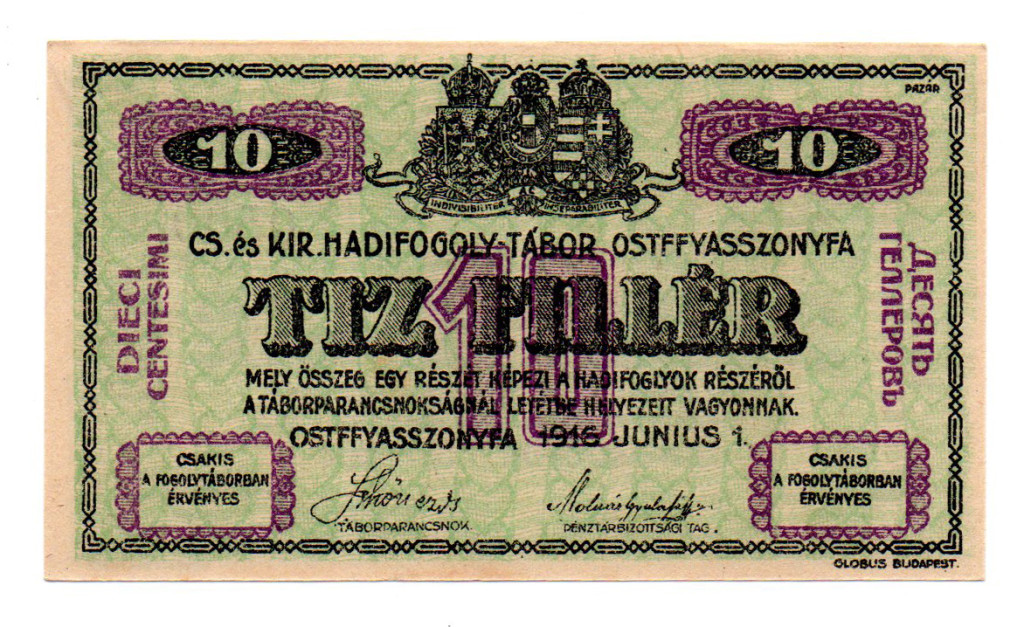 PAZAR
10 10
INDIVISIBILITER INSEPARABILITER
CS. és KIR. HADIFOGOLY-TÁBOR OSTFFYASSZONYFA
TIZ FILLÉR
10
DIECI
CENTESIMI
ДЕСЯТЬ
ГЕЛЛЕРОВЪ
MELY ÖSSZEG EGY RÉSZÉT KÉPEZI A HADIFOGLYOK RÉSZÉRŐL
A TÁBORPARANCSNOKSÁGNÁL LETÉTBE HELYEZETT VAGYONNAK.
OSTFFYASSZONYFA 1916 JUNIUS 1.
CSAKIS
A FOGOLYTÁBORBAN
ÉRVÉNYES
TÁBORPARANCSNOK.
PÉNZTÁRBIZOTTSÁGI TAG.
CSAKIS
A FOGOLYTÁBORBAN
ÉRVÉNYES
GLOBUS BUDAPEST.